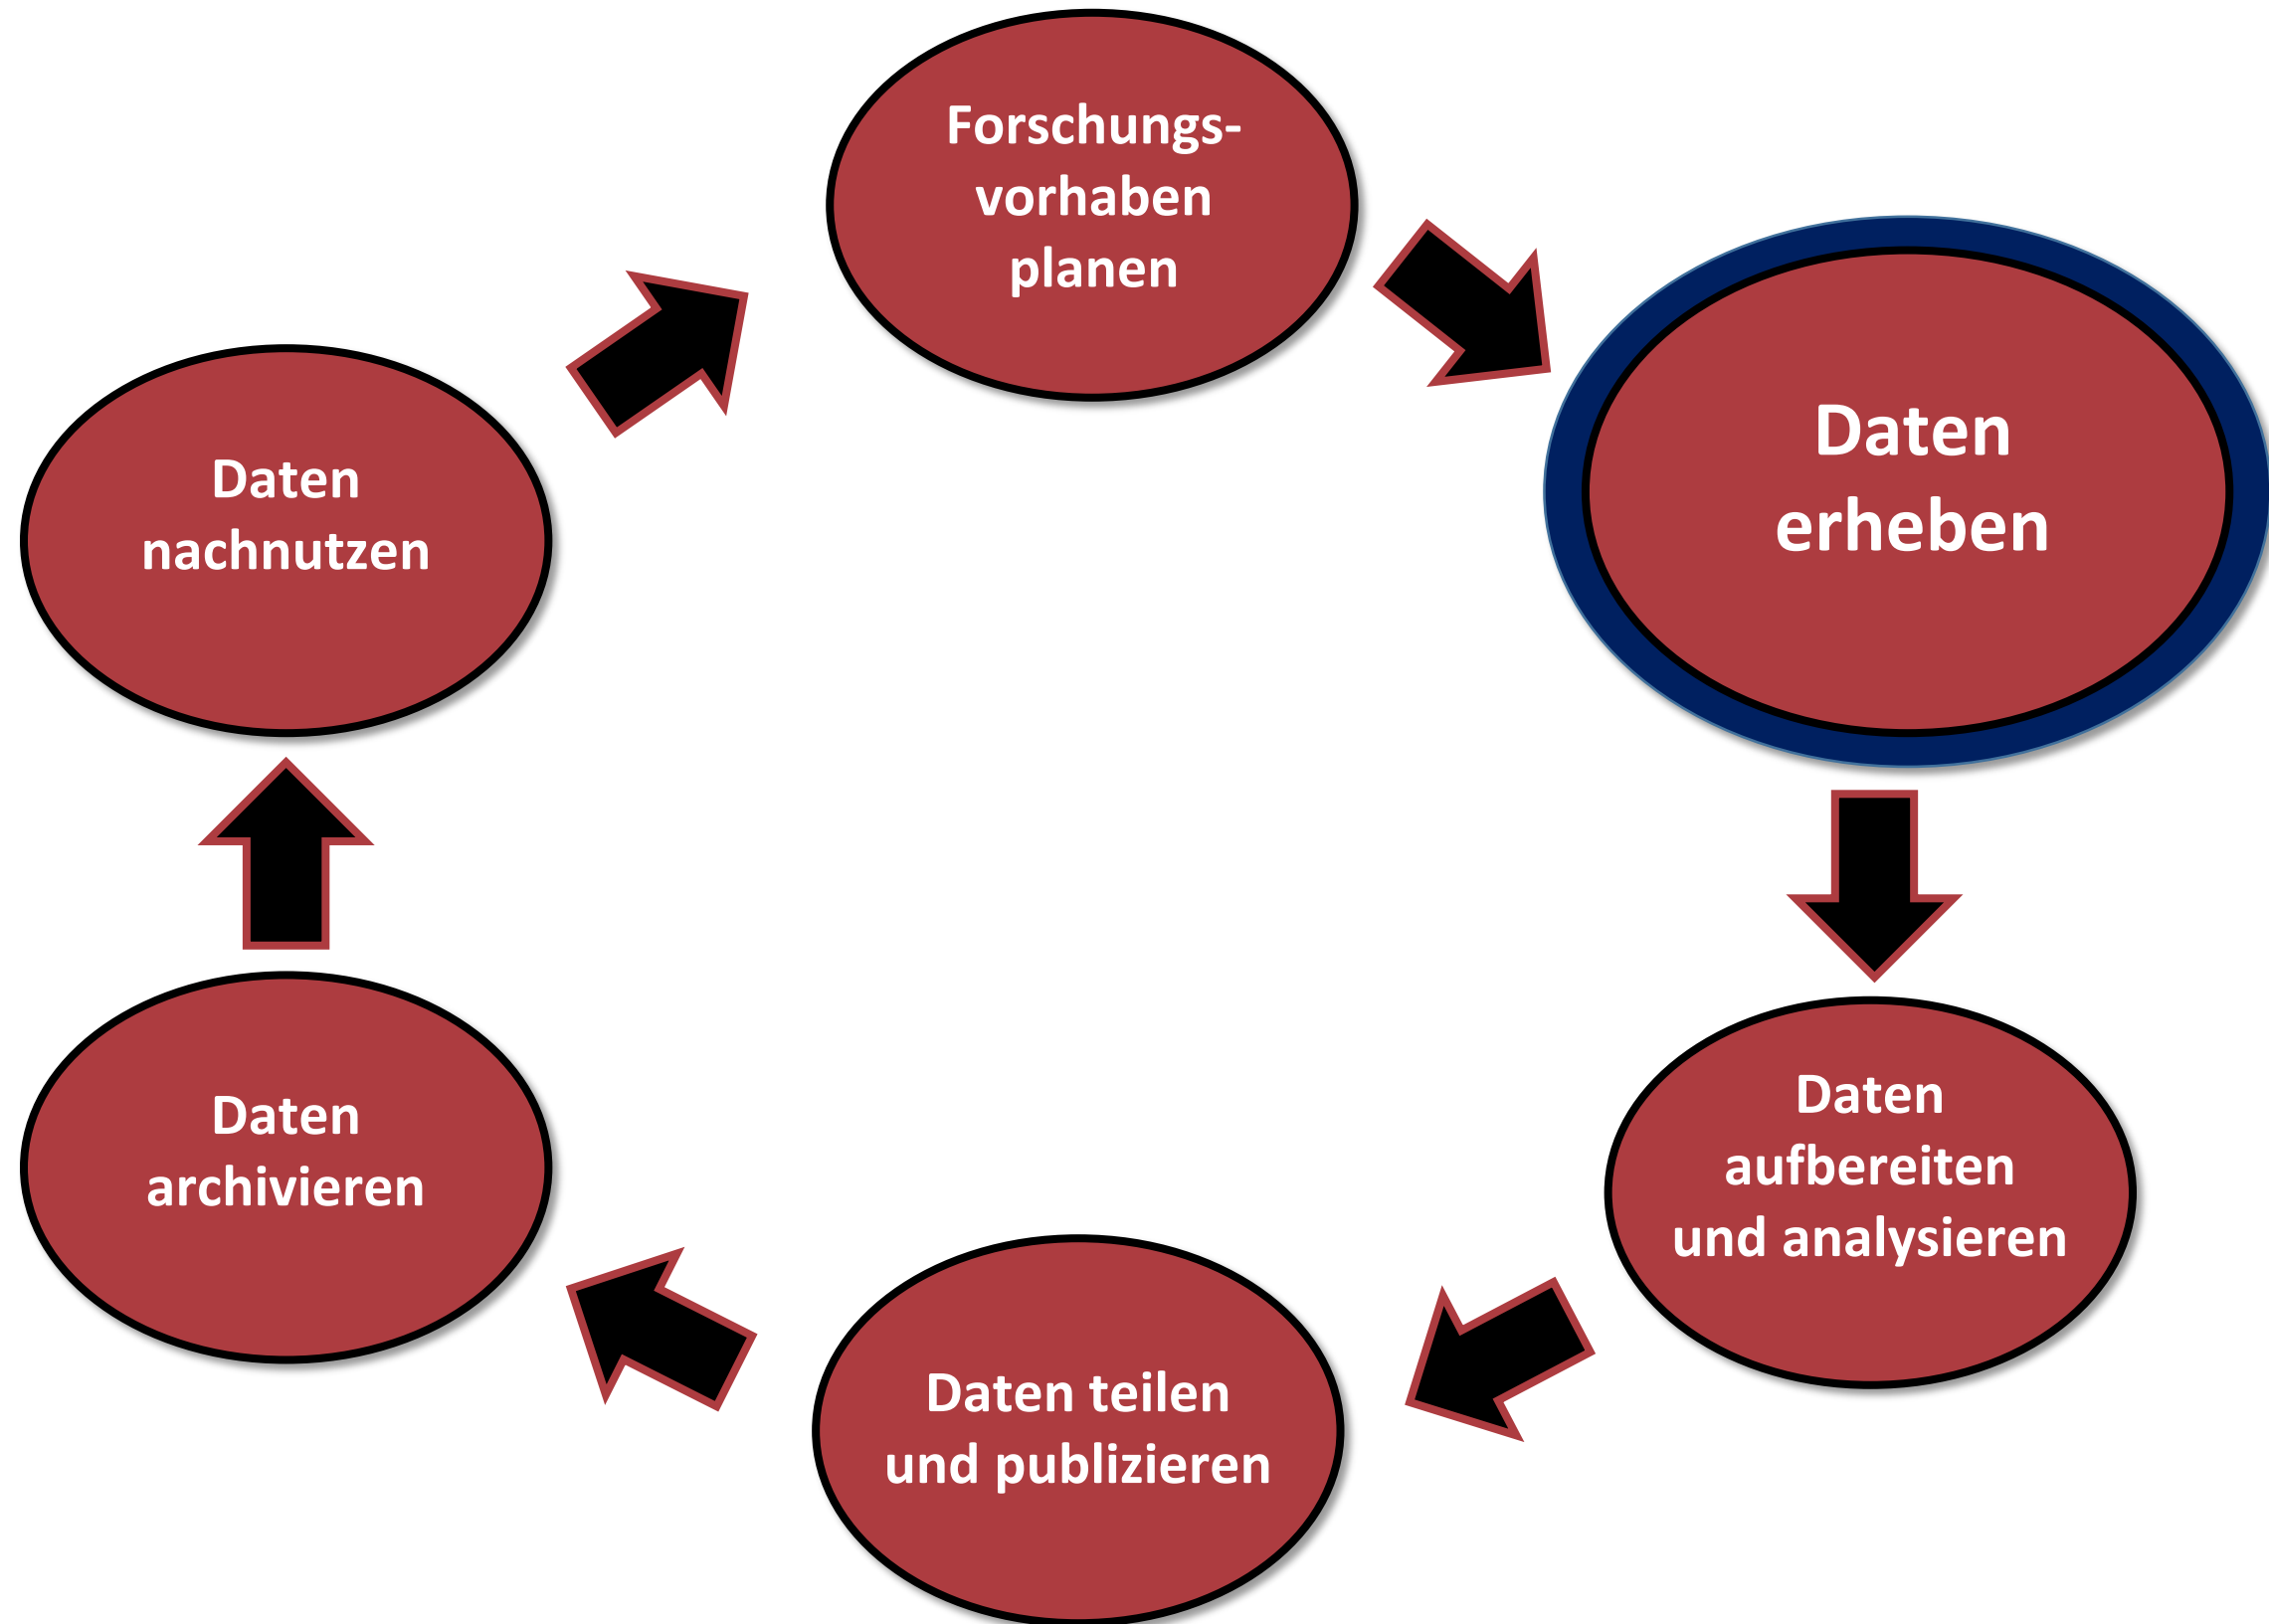 Forschungs-
vorhaben
planen
Daten
erheben
Daten
aufbereiten
und analysieren
Daten teilen
und publizieren
Daten
archivieren
Daten
nachnutzen